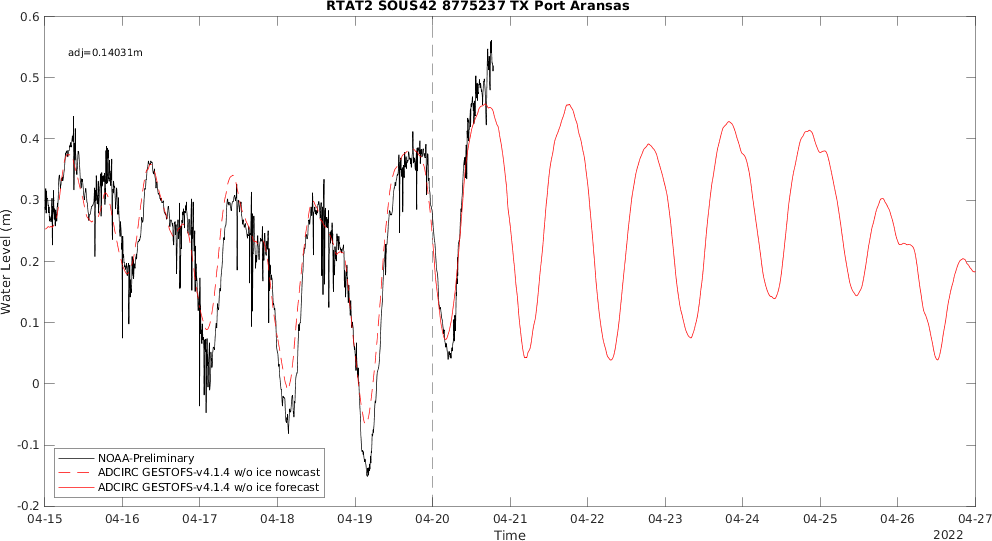 RTAT2 SOUS42 8775237 TX Port Aransas
adj=0.14031m
Water Level (m)
0.6
0.5
0.4
0.3
0.2
0.1
0
-0.1
-0.2
NOAA-Preliminary
ADCIRC GESTOFS-v4.1.4 w/o ice nowcast
ADCIRC GESTOFS-v4.1.4 w/o ice forecast
04-15 04-16 04-17 04-18 04-19 04-20 04-21 04-22 04-23 04-24 04-25 04-26 04-27
Time
2022